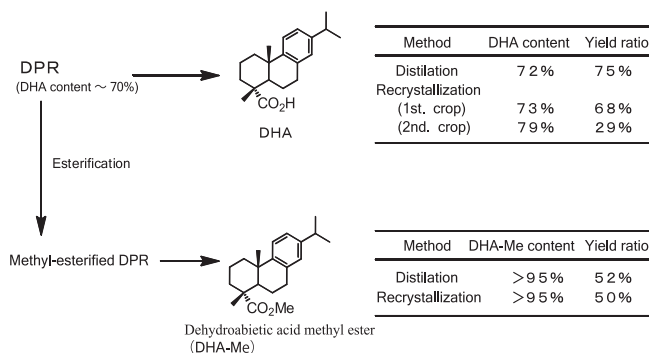 DPR
(DHA content ~ 70%)
CO₂H
DHA
Method DHA content Yield ratio
Distilation 72% 75%
Recrystallization
(1st. crop) 73% 68%
(2nd. crop) 79% 29%
Esterification
Methyl-esterified DPR
CO₂Me
Dehydroabietic acid methyl ester
(DHA-Me)
Method DHA-Me content Yield ratio
Distilation >95% 52%
Recrystallization >95% 50%